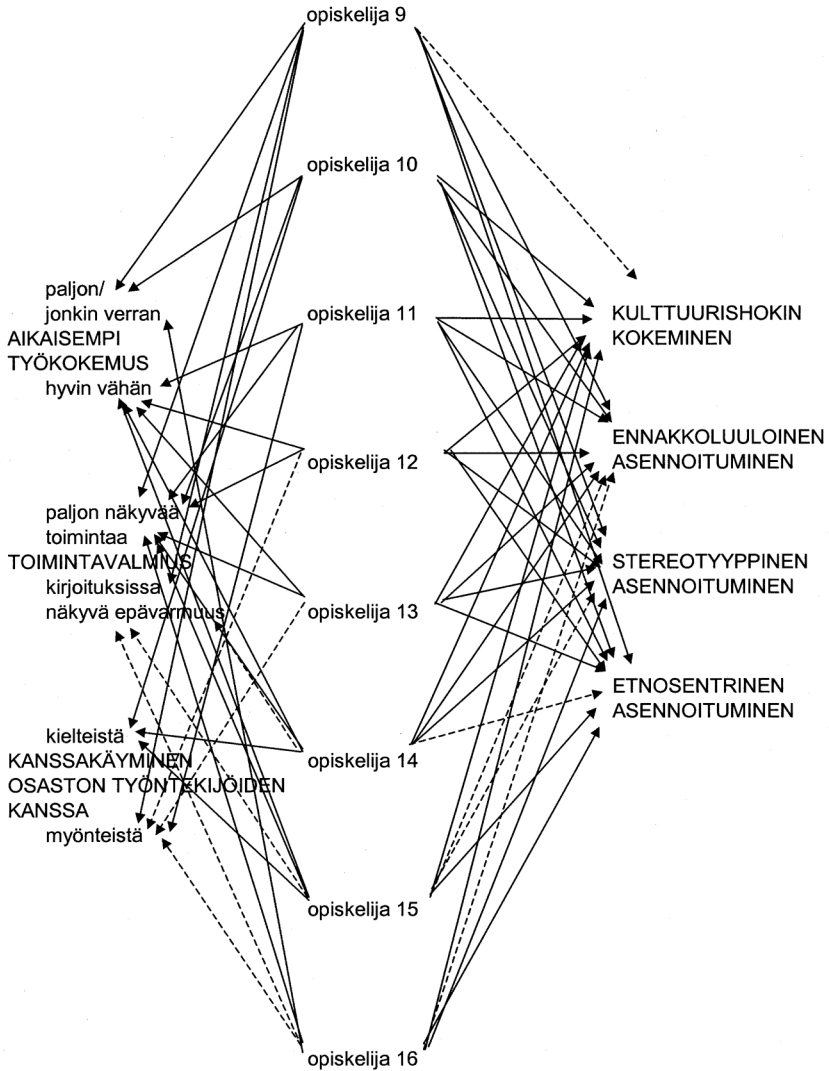 opiskelija 9
opiskelija 10
opiskelija 11
opiskelija 12
opiskelija 13
opiskelija 14
opiskelija 15
opiskelija 16
paljon/
jonkin verran
AIKAISEMPI
TYÖKOKEMUS
hyvin vähän
paljon näkyvää
toimintaa
TOIMINTAVALMIUS
kirjoituksissa
näkyvä epävarmuus
kielteistä
KANSSAKÄYMINEN
OSASTON TYÖNTEKIJÖIDEN
KANSSA
myönteistä
KULTTUURISHOKIN
KOKEMINEN
ENNAKKOLUULOINEN
ASENNOITUMINEN
STEREOTYYPPINEN
ASENNOITUMINEN
ETNOSENTRINEN
ASENNOITUMINEN